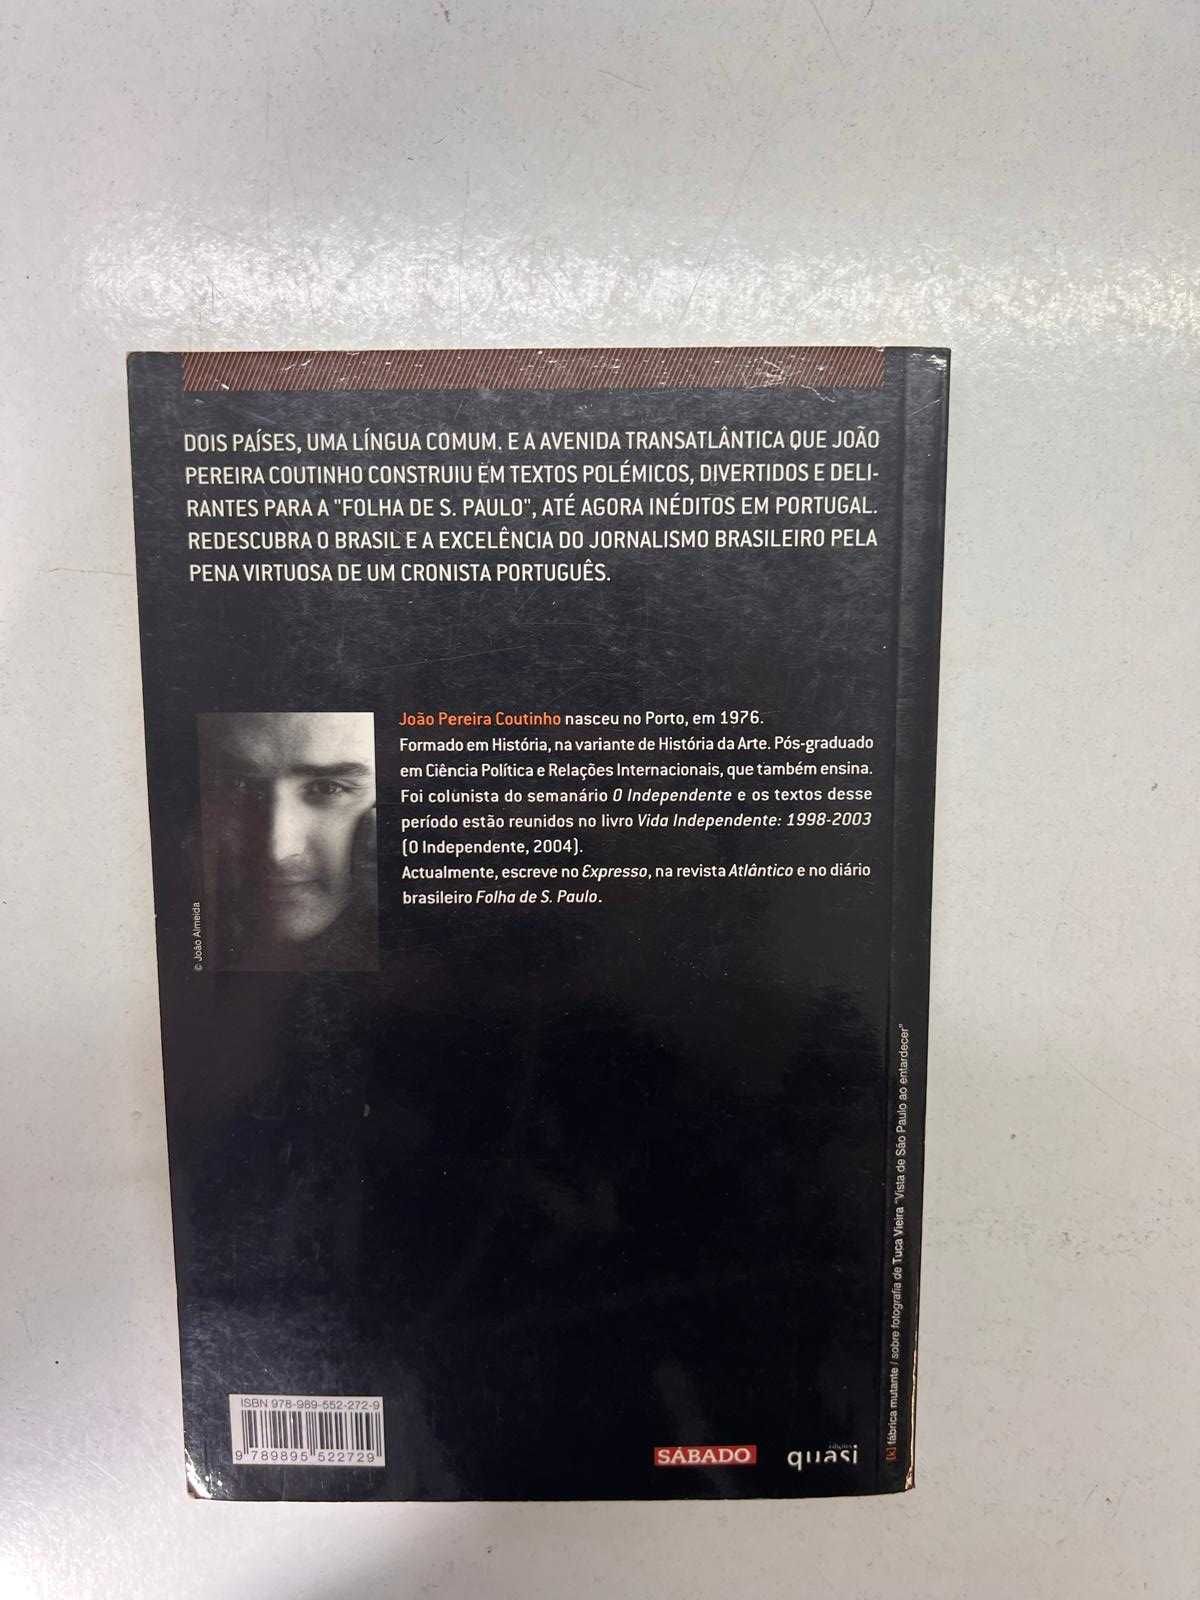 DOIS PAÍSES, UMA LÍNGUA COMUM. E A AVENIDA TRANSATLÂNTICA QUE JOÃO
PEREIRA COUTINHO CONSTRUIU EM TEXTOS POLÉMICOS, DIVERTIDOS E DELI-
RANTES PARA A "FOLHA DE S. PAULO", ATÉ AGORA INÉDITOS EM PORTUGAL.
REDESCUBRA O BRASIL E A EXCELÊNCIA DO JORNALISMO BRASILEIRO PELA
PENA VIRTUOSA DE UM CRONISTA PORTUGUÊS.
João Pereira Coutinho nasceu no Porto, em 1976.
Formado em História, na variante de História da Arte. Pós-graduado
em Ciência Política e Relações Internacionais, que também ensina.
Foi colunista do semanário O Independente e os textos desse
período estão reunidos no livro Vida Independente: 1998-2003
(O Independente, 2004).
Actualmente, escreve no Expresso, na revista Atlântico e no diário
brasileiro Folha de S. Paulo.
© João Almeida
[k] fábrica mutante / sobre fotografia de Tuca Vieira "Vista de São Paulo ao entardecer"
ISBN 978-989-552-272-9
9 789895 522729
SÁBADO
edições
quasi